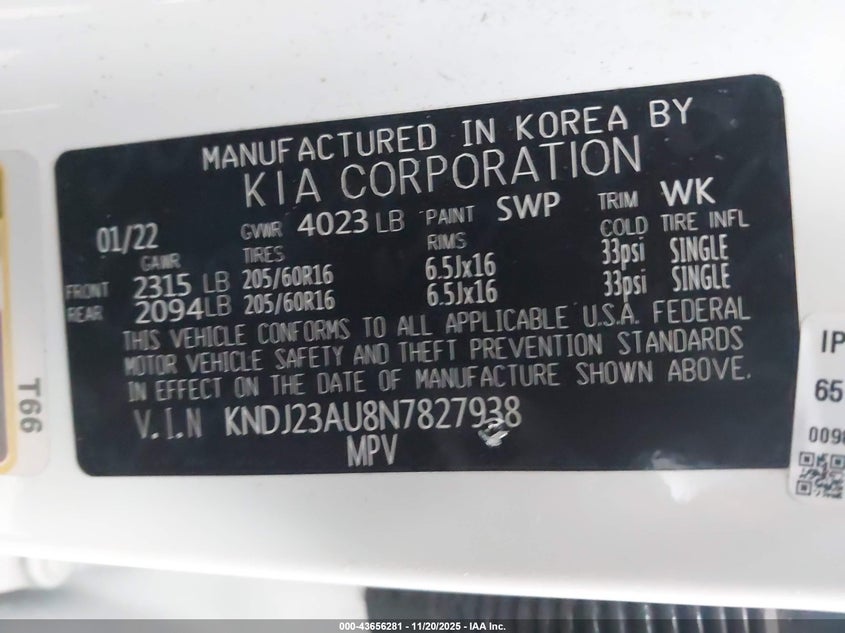 MANUFACTURED IN KOREA BY
KIA CORPORATION
01/22 GVWR 4023 LB PAINT SWP TRIM WK
GAWR TIRES RIMS COLD TIRE INFL
FRONT 2315 LB 205/60R16 6.5Jx16 33psi SINGLE
REAR 2094 LB 205/60R16 6.5Jx16 33psi SINGLE
THIS VEHICLE CONFORMS TO ALL APPLICABLE U.S.A. FEDERAL
MOTOR VEHICLE SAFETY AND THEFT PREVENTION STANDARDS
IN EFFECT ON THE DATE OF MANUFACTURE SHOWN ABOVE.
V.I.N KNDJ23AU8N7827938
MPV
T66
IP
65
0098
000-43656281 - 11/20/2025 - IAA Inc.